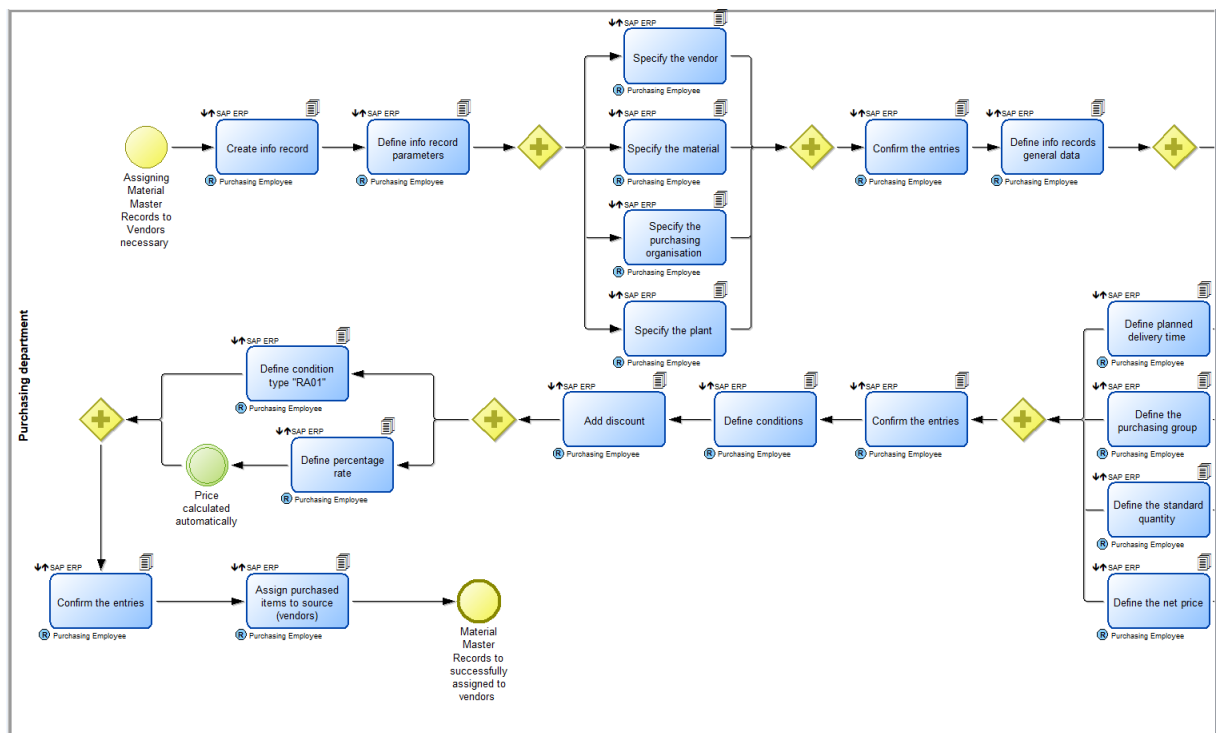 Purchasing department
Assigning
Material
Master
Records to
Vendors
necessary
SAP ERP
Create info record
R Purchasing Employee
SAP ERP
Define info record
parameters
R Purchasing Employee
SAP ERP
Specify the vendor
R Purchasing Employee
SAP ERP
Specify the material
R Purchasing Employee
SAP ERP
Specify the
purchasing
organisation
R Purchasing Employee
SAP ERP
Specify the plant
R Purchasing Employee
SAP ERP
Confirm the entries
R Purchasing Employee
SAP ERP
Define info records
general data
R Purchasing Employee
SAP ERP
Define planned
delivery time
R Purchasing Employee
SAP ERP
Define the
purchasing group
R Purchasing Employee
SAP ERP
Define the standard
quantity
R Purchasing Employee
SAP ERP
Define the net price
R Purchasing Employee
SAP ERP
Confirm the entries
R Purchasing Employee
SAP ERP
Define conditions
R Purchasing Employee
SAP ERP
Add discount
R Purchasing Employee
SAP ERP
Define condition
type "RA01"
R Purchasing Employee
SAP ERP
Define percentage
rate
R Purchasing Employee
Price
calculated
automatically
SAP ERP
Confirm the entries
R Purchasing Employee
SAP ERP
Assign purchased
items to source
(vendors)
R Purchasing Employee
Material
Master
Records to
successfully
assigned to
vendors